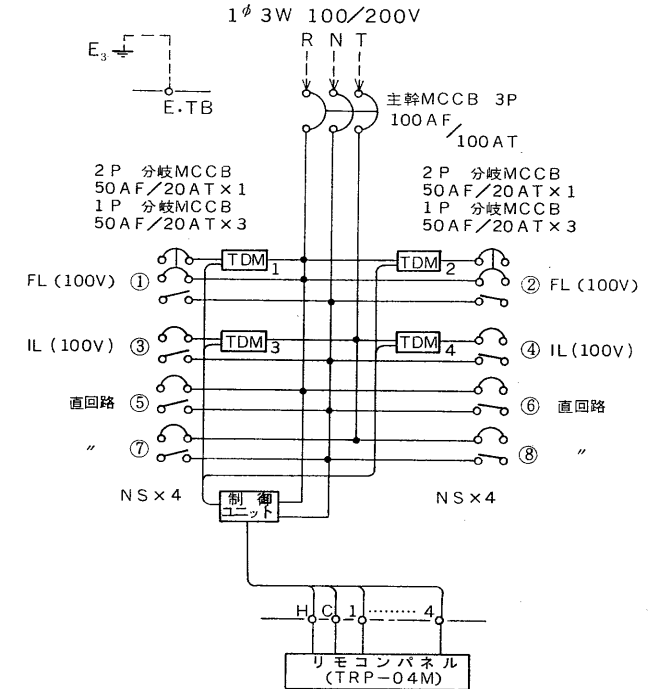 1φ 3W 100/200V
R N T
E₃
E.TB
主幹MCCB 3P
100AF/100AT
2P 分岐MCCB
50AF/20AT×1
1P 分岐MCCB
50AF/20AT×3
2P 分岐MCCB
50AF/20AT×1
1P 分岐MCCB
50AF/20AT×3
TDM 1
TDM 2
FL(100V) ①
② FL(100V)
TDM 3
TDM 4
IL(100V) ③
④ IL(100V)
直回路 ⑤
⑥ 直回路
〃 ⑦
⑧ 〃
NS×4
NS×4
制御
ユニット
H C 1 ......... 4
リモコンパネル
(TRP-04M)